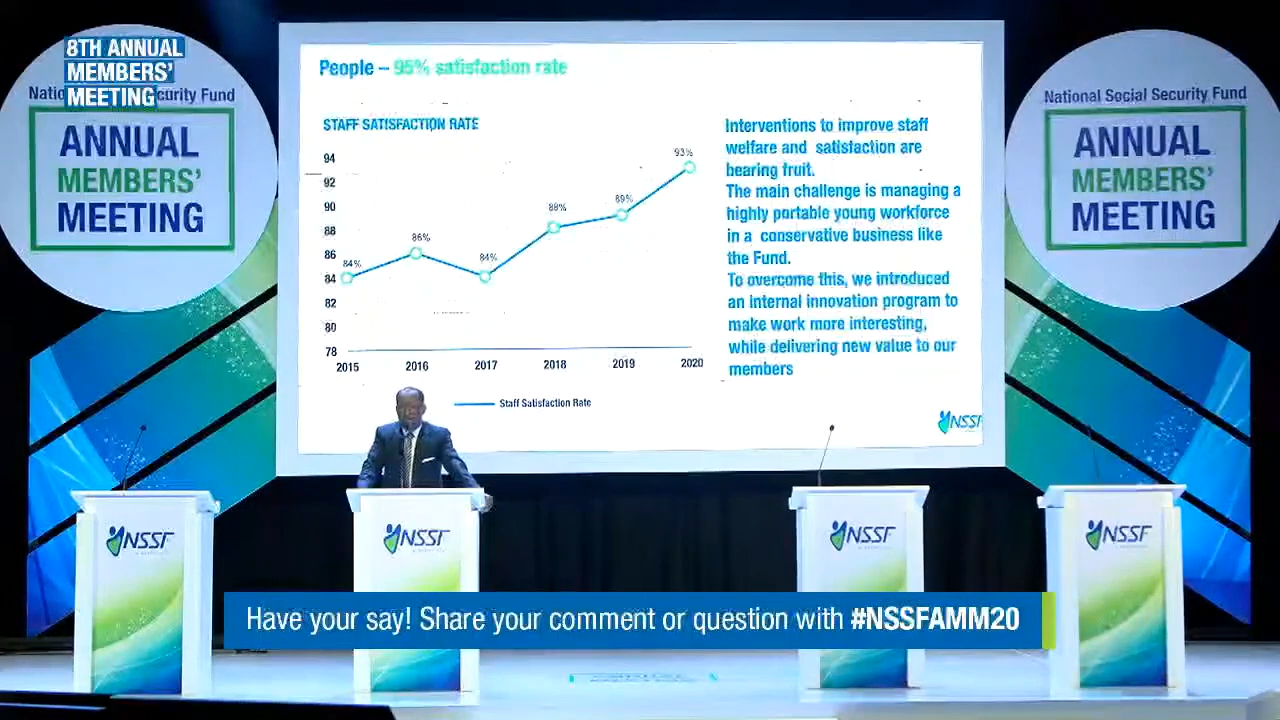 8TH ANNUAL
MEMBERS'
MEETING
National Social Security Fund
ANNUAL
MEMBERS'
MEETING
People – 95% satisfaction rate
STAFF SATISFACTION RATE
94
92
90
88
86
84
82
80
78
84%
86%
84%
88%
89%
93%
2015 2016 2017 2018 2019 2020
Staff Satisfaction Rate
Interventions to improve staff
welfare and satisfaction are
bearing fruit.
The main challenge is managing a
highly portable young workforce
in a conservative business like
the Fund.
To overcome this, we introduced
an internal innovation program to
make work more interesting,
while delivering new value to our
members
NSSF
Natio curity Fund
ANNUAL
MEMBERS'
MEETING
NSSF
NSSF
NSSF
NSSF
Have your say! Share your comment or question with #NSSFAMM20